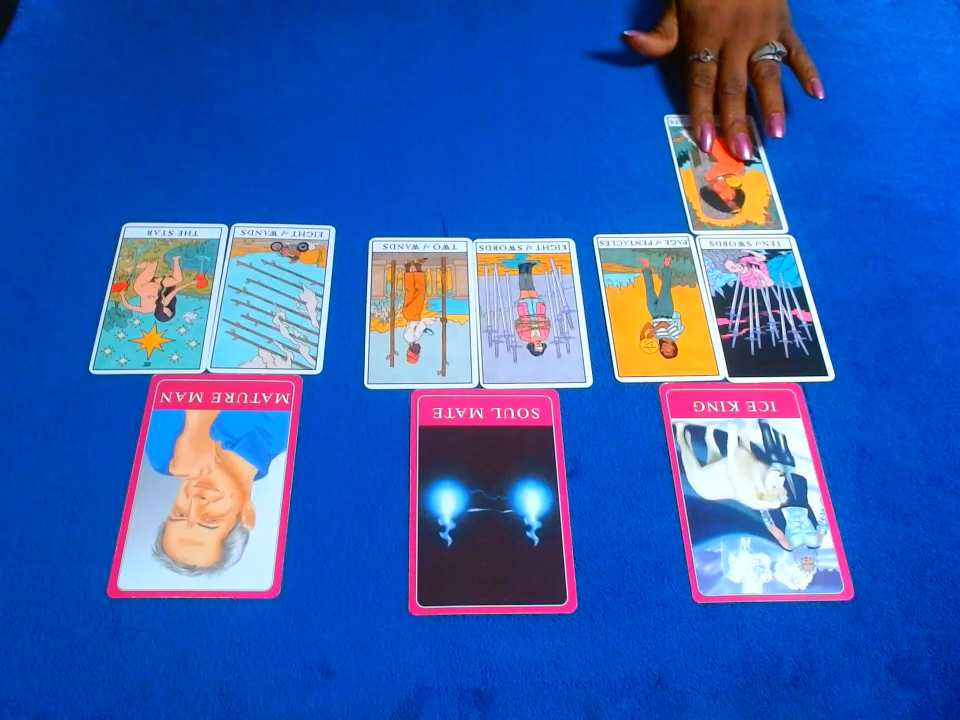 THE STAR
EIGHT of WANDS
TWO of WANDS
EIGHT of SWORDS
PAGE of PENTACLES
TEN of SWORDS
MATURE MAN
SOUL MATE
ICE KING